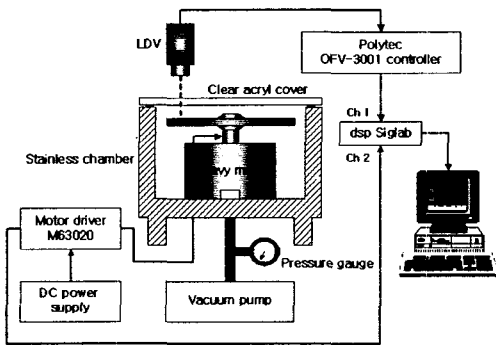 LDV
Polytec
OFV-3001 controller
Clear acryl cover
Ch 1
dsp Siglab
Ch 2
Stainless chamber
Motor driver
M63020
Pressure gauge
DC power
supply
Vacuum pump